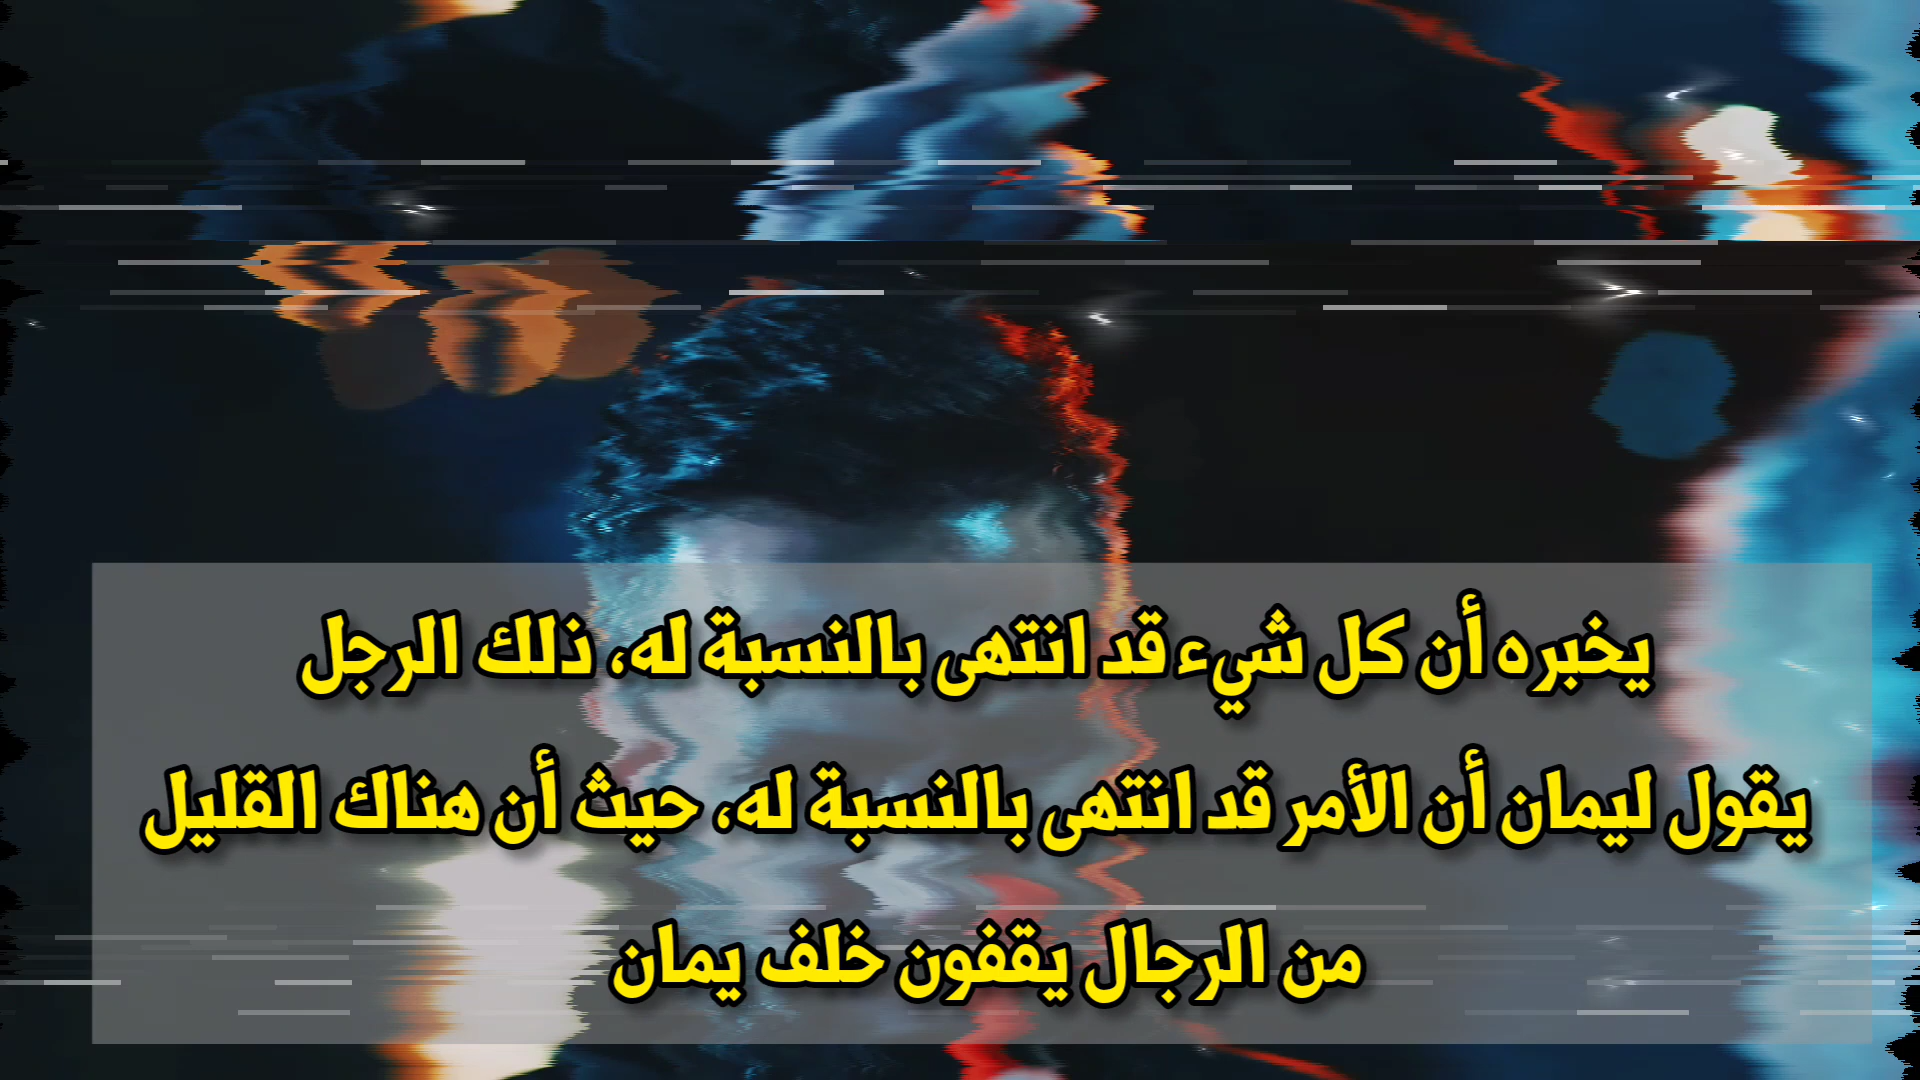 يخبره أن كل شيء قد انتهى بالنسبة له، ذلك الرجل
يقول ليمان أن الأمر قد انتهى بالنسبة له، حيث أن هناك القليل
من الرجال يقفون خلف يمان